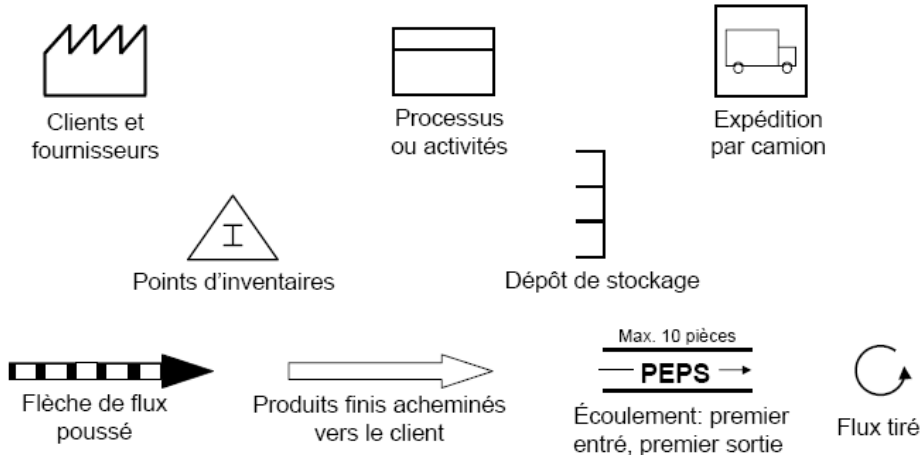 Clients et
fournisseurs
Processus
ou activités
Expédition
par camion
I
Points d'inventaires
Dépôt de stockage
Flèche de flux
poussé
Produits finis acheminés
vers le client
Max. 10 pièces
PEPS
Écoulement: premier
entré, premier sortie
Flux tiré